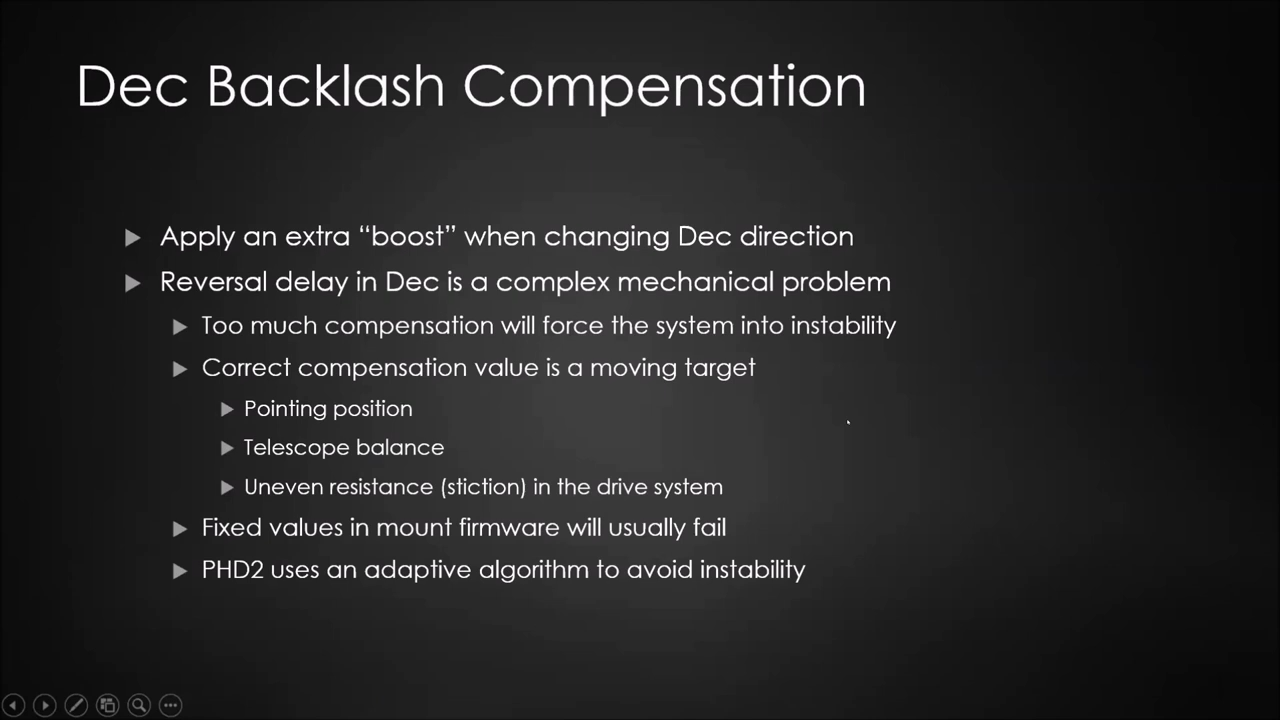 Dec Backlash Compensation
Apply an extra “boost” when changing Dec direction
Reversal delay in Dec is a complex mechanical problem
Too much compensation will force the system into instability
Correct compensation value is a moving target
Pointing position
Telescope balance
Uneven resistance (stiction) in the drive system
Fixed values in mount firmware will usually fail
PHD2 uses an adaptive algorithm to avoid instability